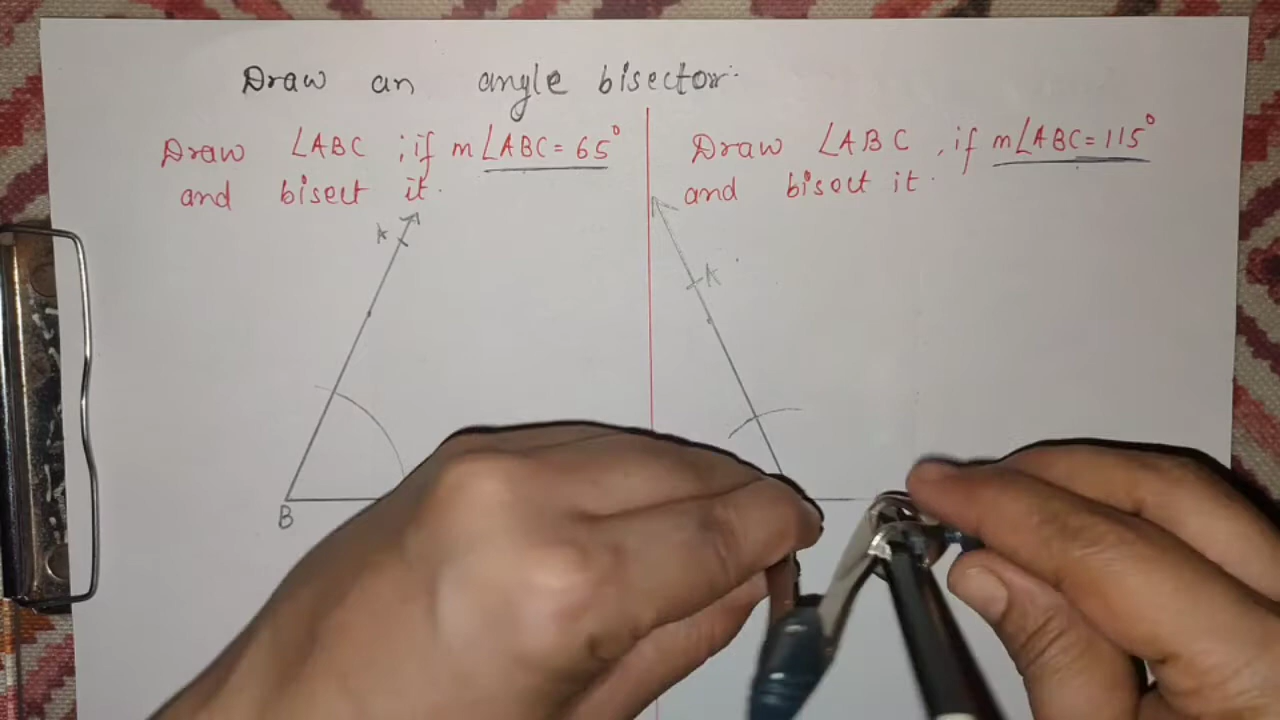 Draw an angle bisector.
Draw ∠ABC ; if m∠ABC = 65°
and bisect it.
Draw ∠ABC , if m∠ABC = 115°
and bisect it.
A
A
B